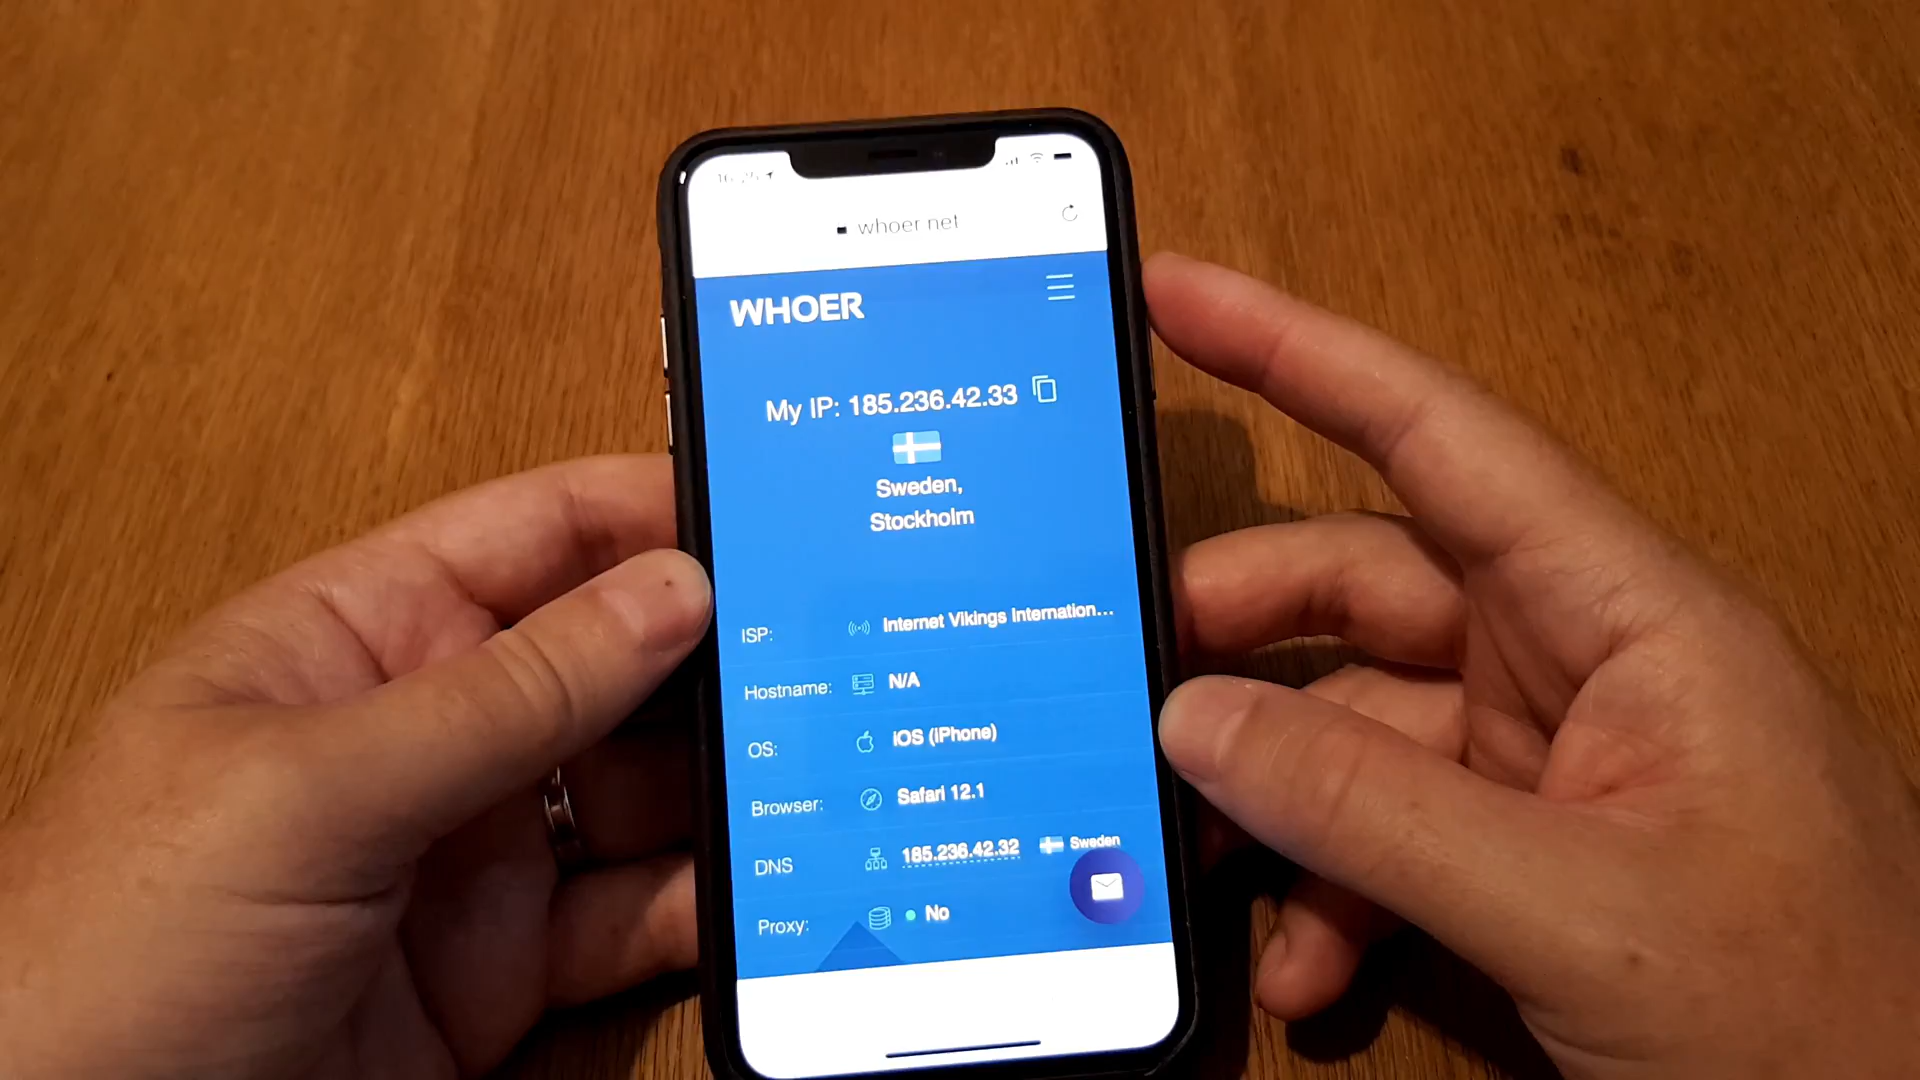 whoer net
WHOER
My IP: 185.236.42.33
Sweden,
Stockholm
ISP: Internet Vikings Internation...
Hostname: N/A
OS: iOS (iPhone)
Browser: Safari 12.1
DNS 185.236.42.32 Sweden
Proxy: No